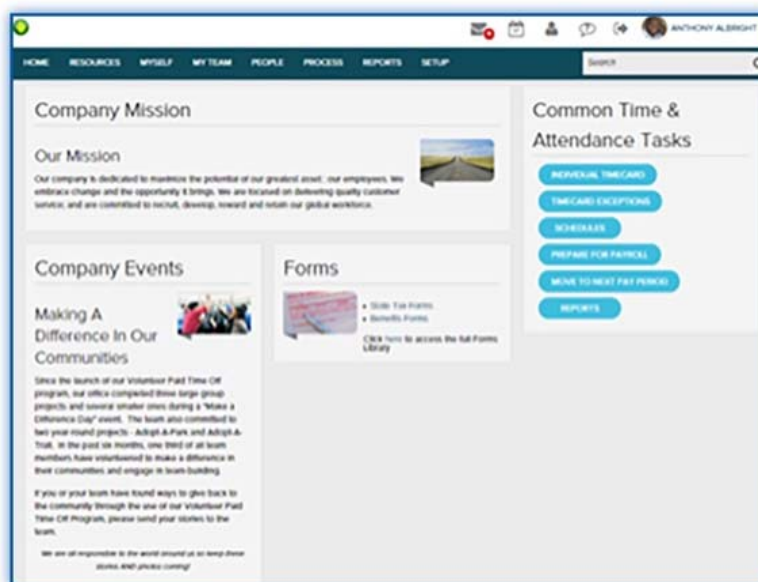 ANTHONY ALBRIGHT
HOME RESOURCES MYSELF MY TEAM PEOPLE PROCESS REPORTS SETUP
Search
Company Mission
Our Mission
Our company is dedicated to maximize the potential of our greatest asset: our employees. We
embrace change and the opportunity it brings. We are focused on delivering quality customer
service, and are committed to recruit, develop, reward and retain our global workforce.
Common Time &
Attendance Tasks
INDIVIDUAL TIMECARD
TIMECARD EXCEPTIONS
SCHEDULES
PREPARE FOR PAYROLL
MOVE TO NEXT PAY PERIOD
REPORTS
Company Events
Making A
Difference In Our
Communities
Since the launch of our Volunteer Paid Time Off
program, our office completed three large group
projects and several smaller ones during a "Make a
Difference Day" event. The team also committed to
two year-round projects - Adopt-A-Park and Adopt-A-
Trail. In the past six months, one third of all team
members have volunteered to make a difference in
their communities and engage in team-building.
If you or your team have found ways to give back to
the community through the use of our Volunteer Paid
Time Off Program, please send your stories to the
team.
We are all responsible to the world around us so keep these
stories AND photos coming!
Forms
State Tax Forms
Benefits Forms
Click here to access the full Forms
Library